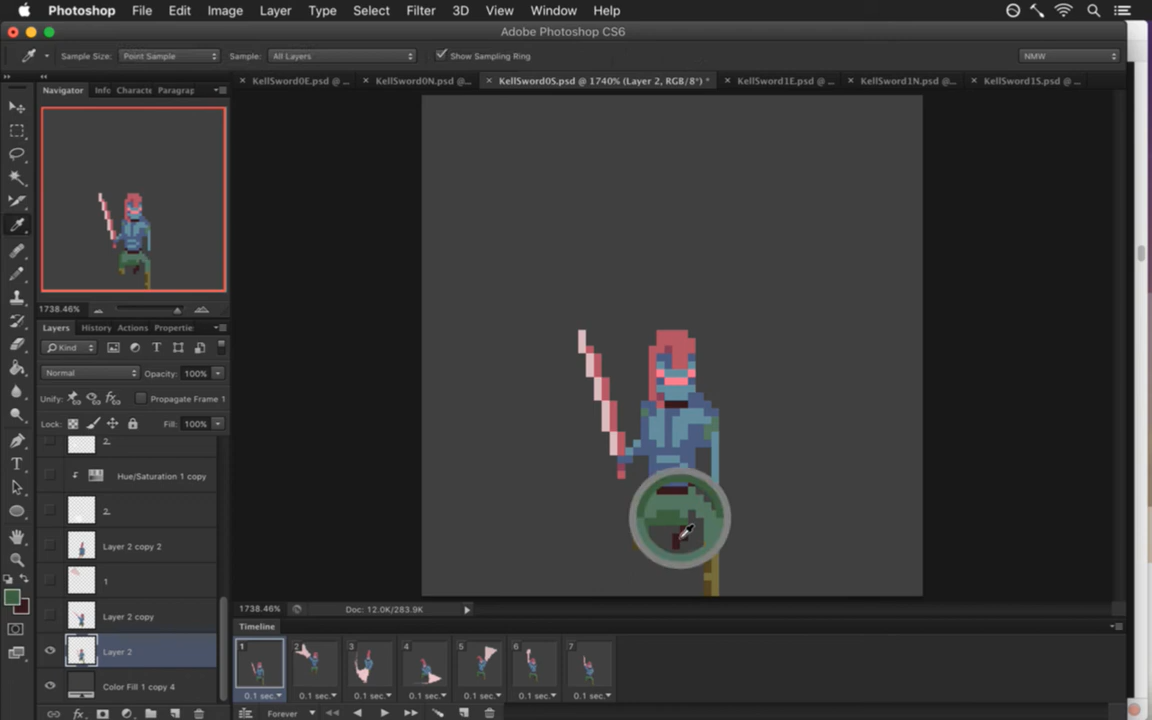 Photoshop File Edit Image Layer Type Select Filter 3D View Window Help
Adobe Photoshop CS6
Sample Size: Point Sample Sample: All Layers Show Sampling Ring NMW
KellSword0E.psd @ ... KellSword0N.psd @ ... KellSword0S.psd @ 1740% (Layer 2, RGB/8*) * KellSword1E.psd @ ... KellSword1N.psd @... KellSword1S.psd @ ...
Navigator Info Characte Paragrap
1738.46%
Layers History Actions Propertie
Kind
Normal Opacity: 100%
Unify: Propagate Frame 1
Lock: Fill: 100%
2.
Hue/Saturation 1 copy
2.
Layer 2 copy 2
1
Layer 2 copy
Layer 2
Color Fill 1 copy 4
1738.46% Doc: 12.0K/283.9K
Timeline
1 2 3 4 5 6 7
0.1 sec. 0.1 sec. 0.1 sec. 0.1 sec. 0.1 sec. 0.1 sec. 0.1 sec.
Forever